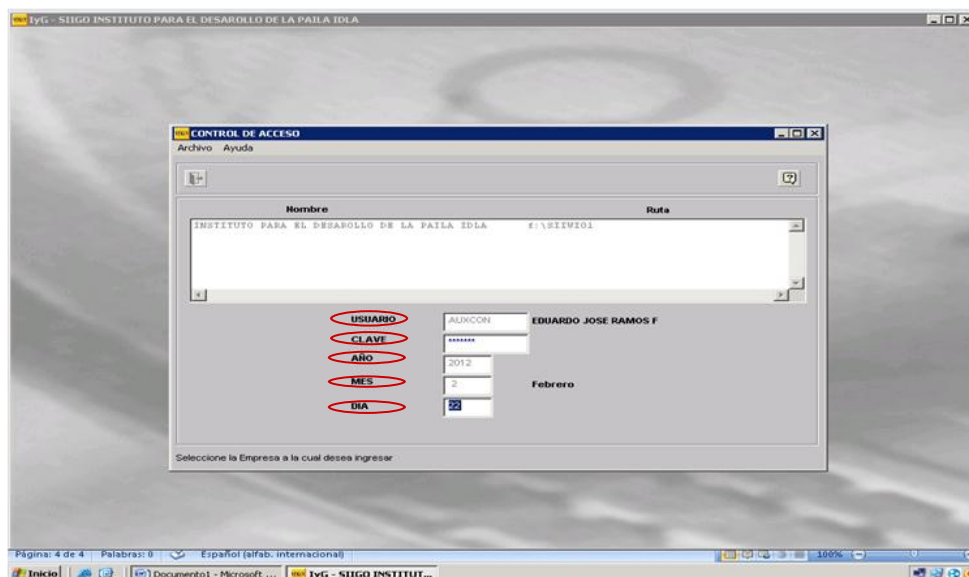 IyG - SIIGO INSTITUTO PARA EL DESAROLLO DE LA PAILA IDLA
CONTROL DE ACCESO
Archivo Ayuda
Nombre Ruta
INSTITUTO PARA EL DESAROLLO DE LA PAILA IDLA f:\SIIWI01
USUARIO AUXCON EDUARDO JOSE RAMOS F
CLAVE *******
AÑO 2012
MES 2 Febrero
DIA 22
Seleccione la Empresa a la cual desea ingresar
Página: 4 de 4 Palabras: 0 Español (alfab. internacional) 100%
Inicio Documento1 - Microsoft ... IyG - SIIGO INSTITUT...